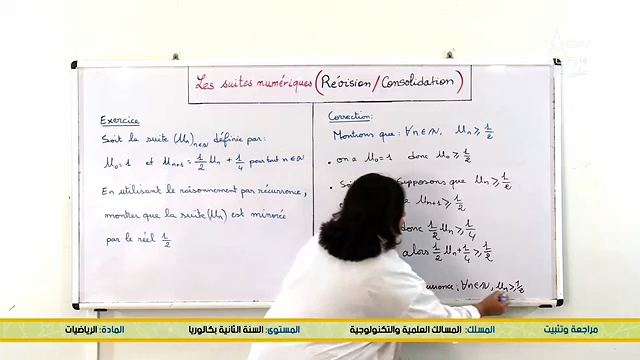 Les suites numériques (Révision/Consolidation)
Exercice
Soit la suite (Un)n∈ℕ définie par:
U0=1 et Un+1=1/2 Un + 1/4 pour tout n∈ℕ
En utilisant le raisonnement par récurrence,
montrer que la suite (Un) est minorée
par le réel 1/2
Correction
Montrons que: ∀n∈ℕ Un⩾1/2
• on a U0=1 donc U0⩾1/2
supposons que Un⩾1/2
Un+1⩾1/2
donc 1/2 Un⩾1/4
alors 1/2 Un+1/4⩾1/2
∀n∈ℕ, Un⩾1/2
مراجعة وتثبيت
المسلك: المسالك العلمية والتكنولوجية
المستوى: السنة الثانية بكالوريا
المادة: الرياضيات